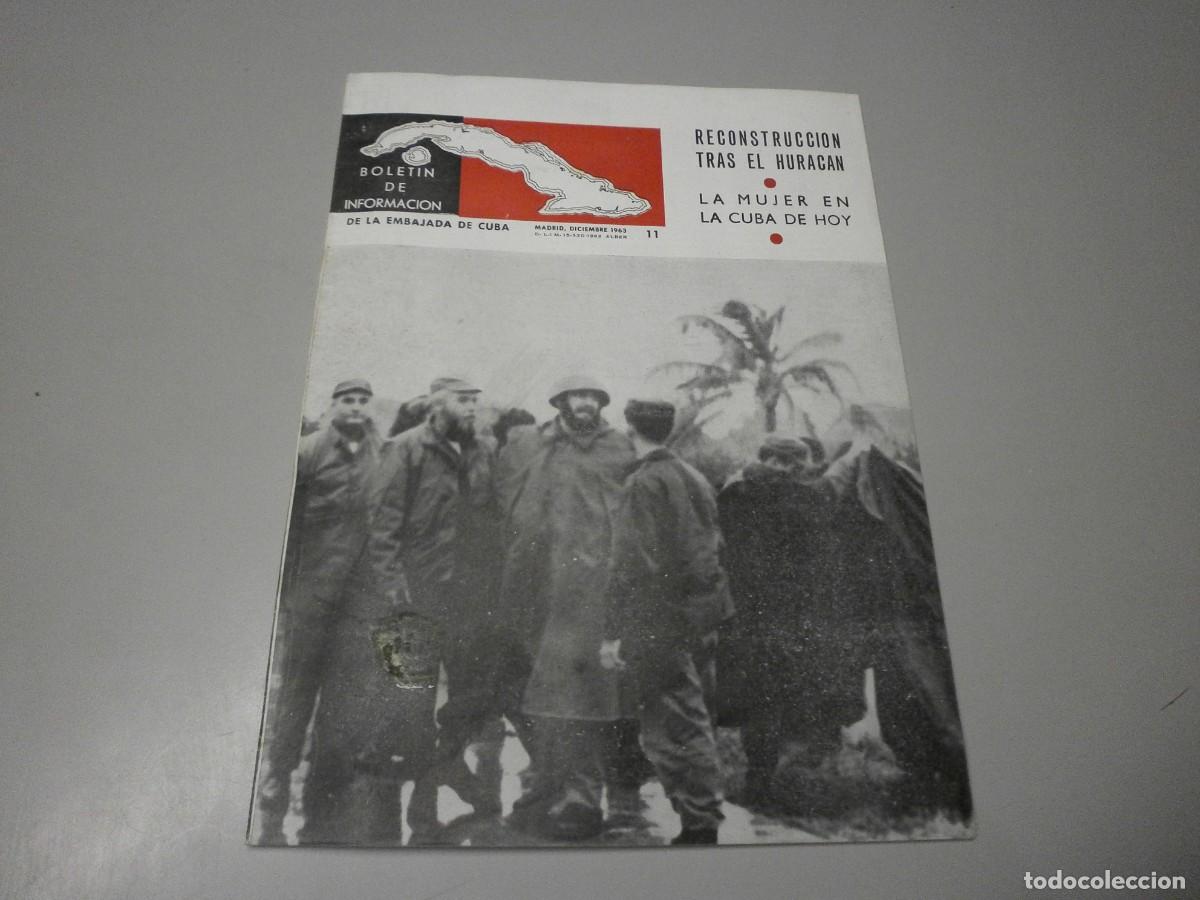 BOLETIN
DE
INFORMACION
DE LA EMBAJADA DE CUBA
MADRID, DICIEMBRE 1963
11
RECONSTRUCCION
TRAS EL HURACAN
LA MUJER EN
LA CUBA DE HOY
todocoleccion